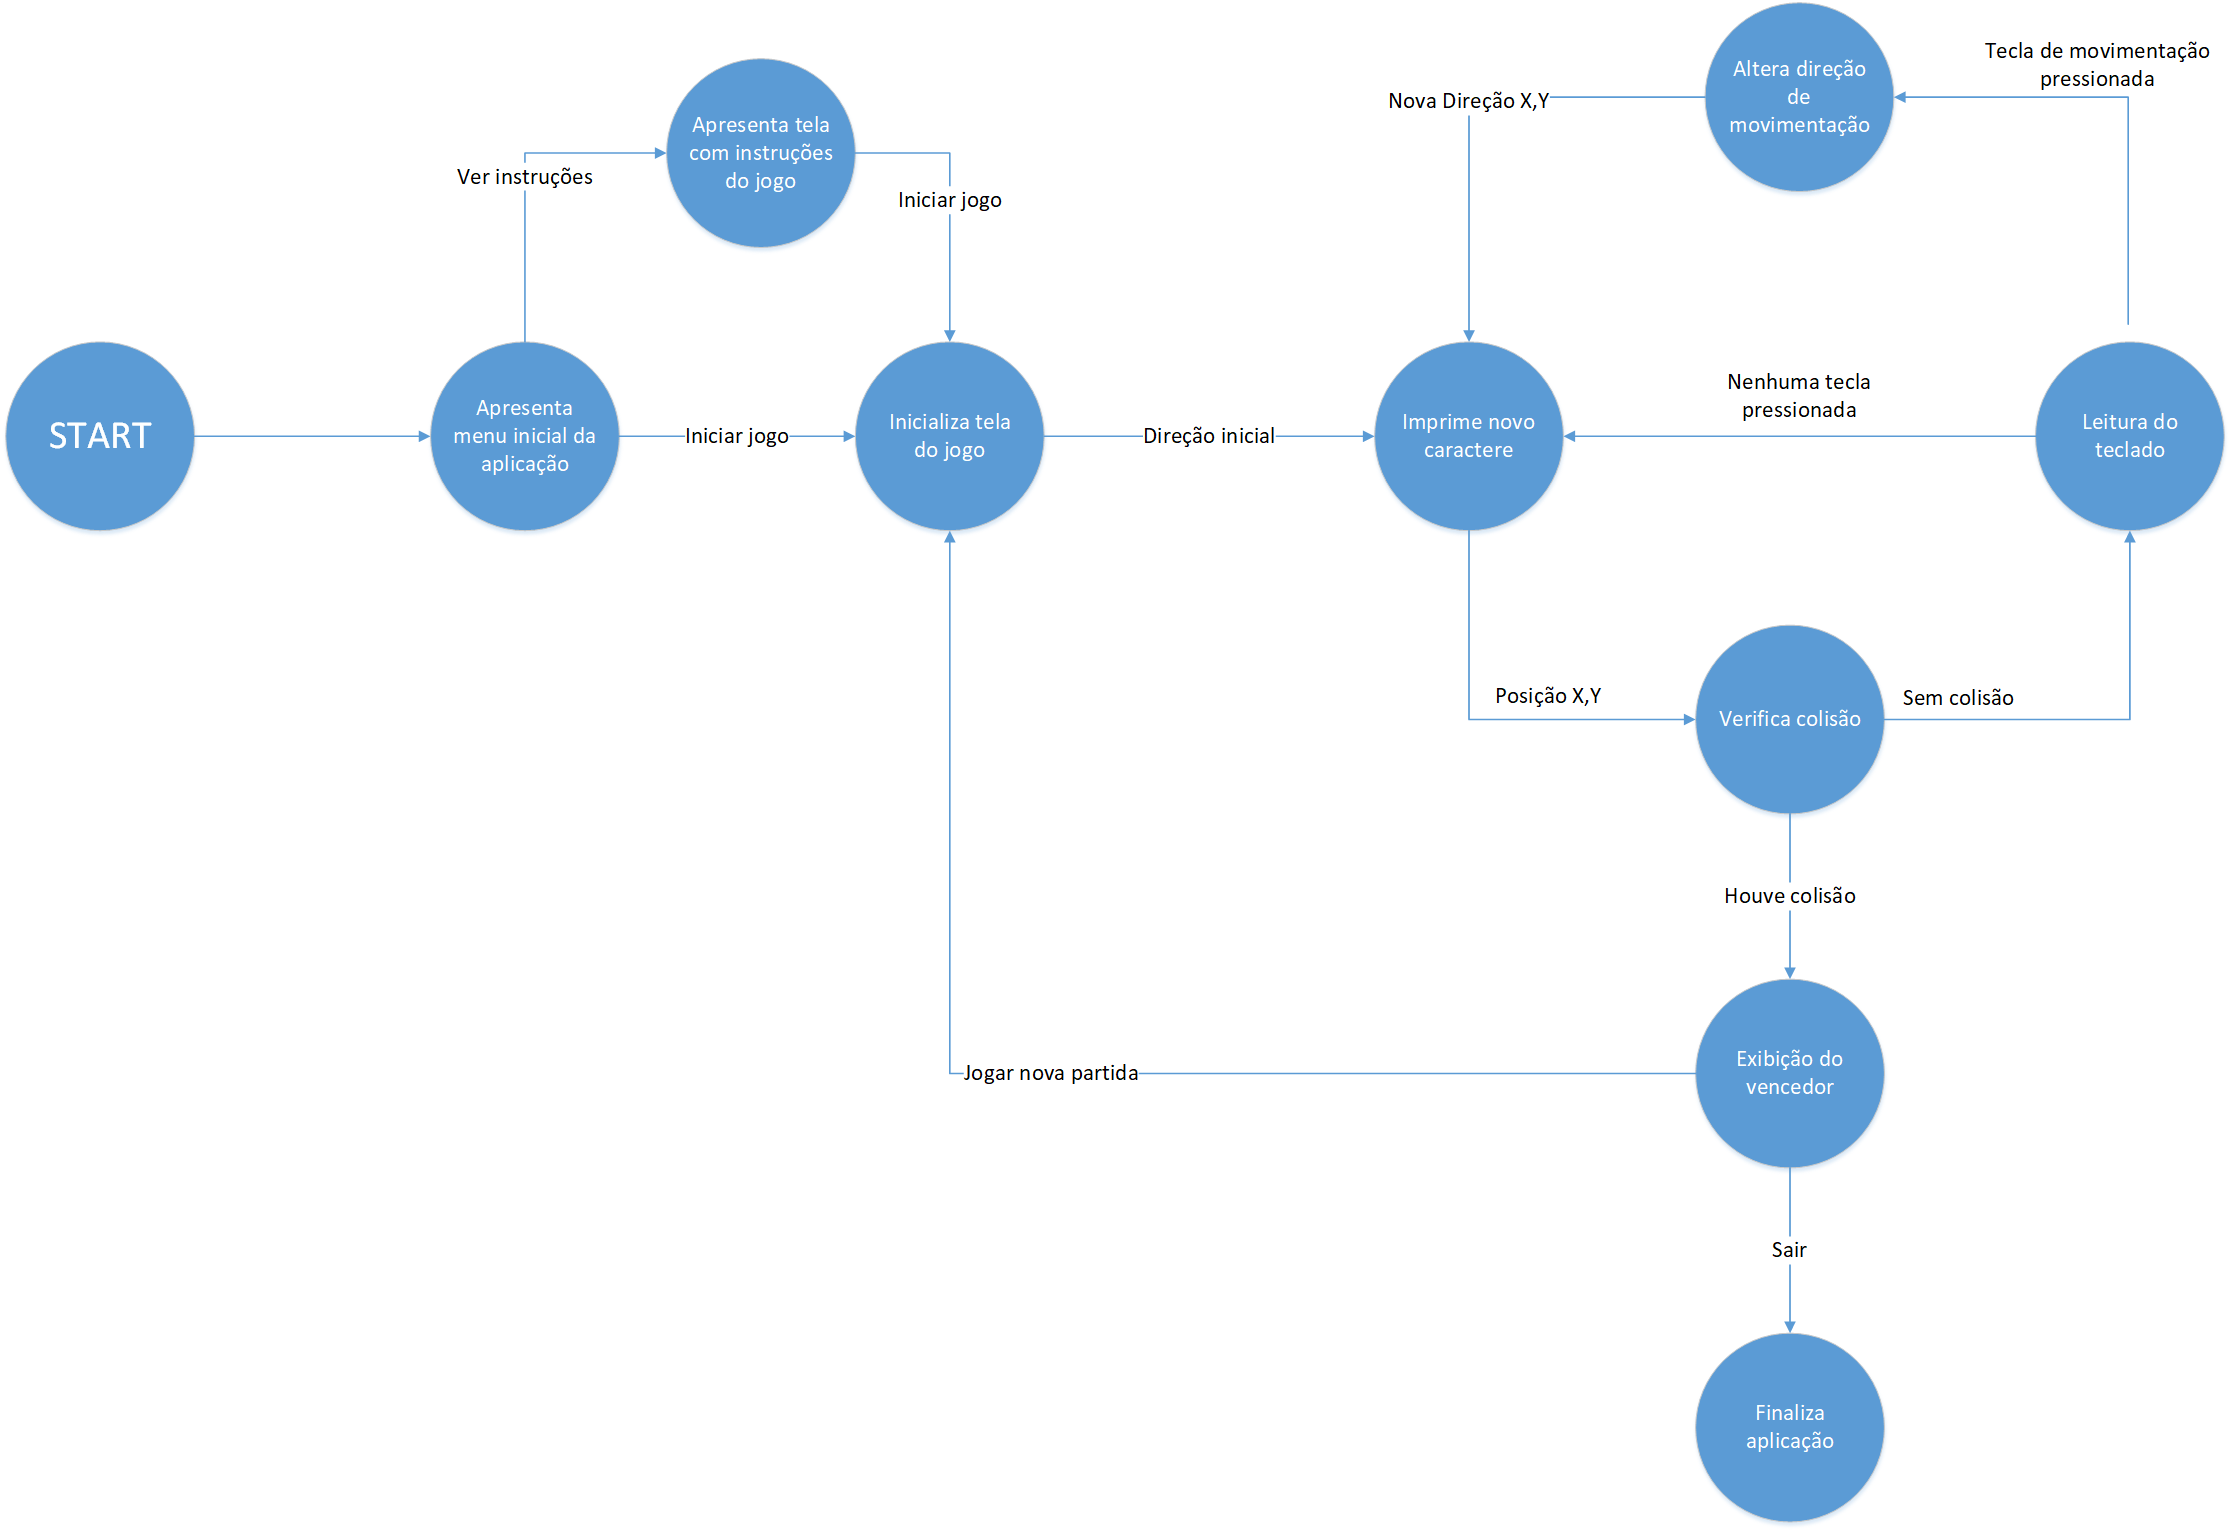 Altera direção
de
movimentação
Tecla de movimentação
pressionada
Nova Direção X,Y
Apresenta tela
com instruções
do jogo
Ver instruções
Iniciar jogo
START
Apresenta
menu inicial da
aplicação
Iniciar jogo
Inicializa tela
do jogo
Direção inicial
Imprime novo
caractere
Nenhuma tecla
pressionada
Leitura do
teclado
Posição X,Y
Verifica colisão
Sem colisão
Houve colisão
Exibição do
vencedor
Jogar nova partida
Sair
Finaliza
aplicação